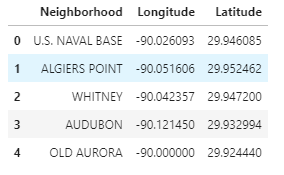 Neighborhood Longitude Latitude
0 U.S. NAVAL BASE -90.026093 29.946085
1 ALGIERS POINT -90.051606 29.952462
2 WHITNEY -90.042357 29.947200
3 AUDUBON -90.121450 29.932994
4 OLD AURORA -90.000000 29.924440